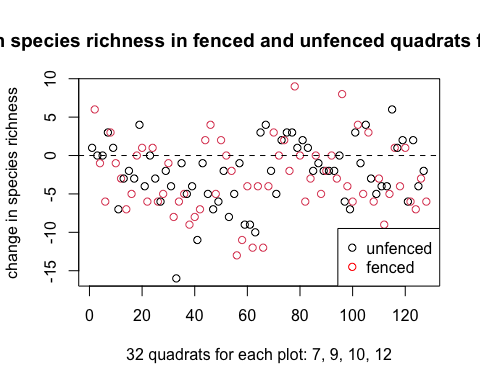 species richness in fenced and unfenced quadrats
change in species richness
10
5
0
-5
-10
-15
unfenced
fenced
0 20 40 60 80 100 120
32 quadrats for each plot: 7, 9, 10, 12